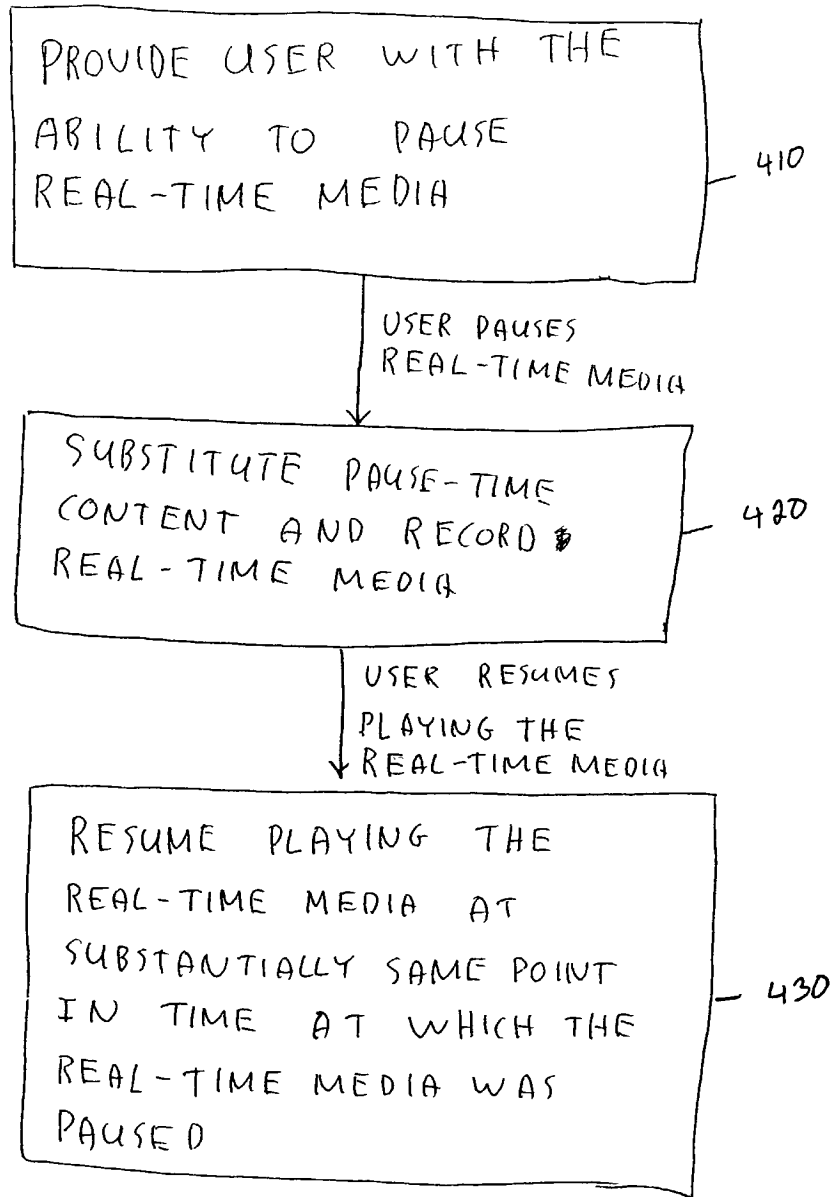 PROVIDE USER WITH THE
ABILITY TO PAUSE
REAL-TIME MEDIA
410
USER PAUSES
REAL-TIME MEDIA
SUBSTITUTE PAUSE-TIME
CONTENT AND RECORD
REAL-TIME MEDIA
420
USER RESUMES
PLAYING THE
REAL-TIME MEDIA
RESUME PLAYING THE
REAL-TIME MEDIA AT
SUBSTANTIALLY SAME POINT
IN TIME AT WHICH THE
REAL-TIME MEDIA WAS
PAUSED
430